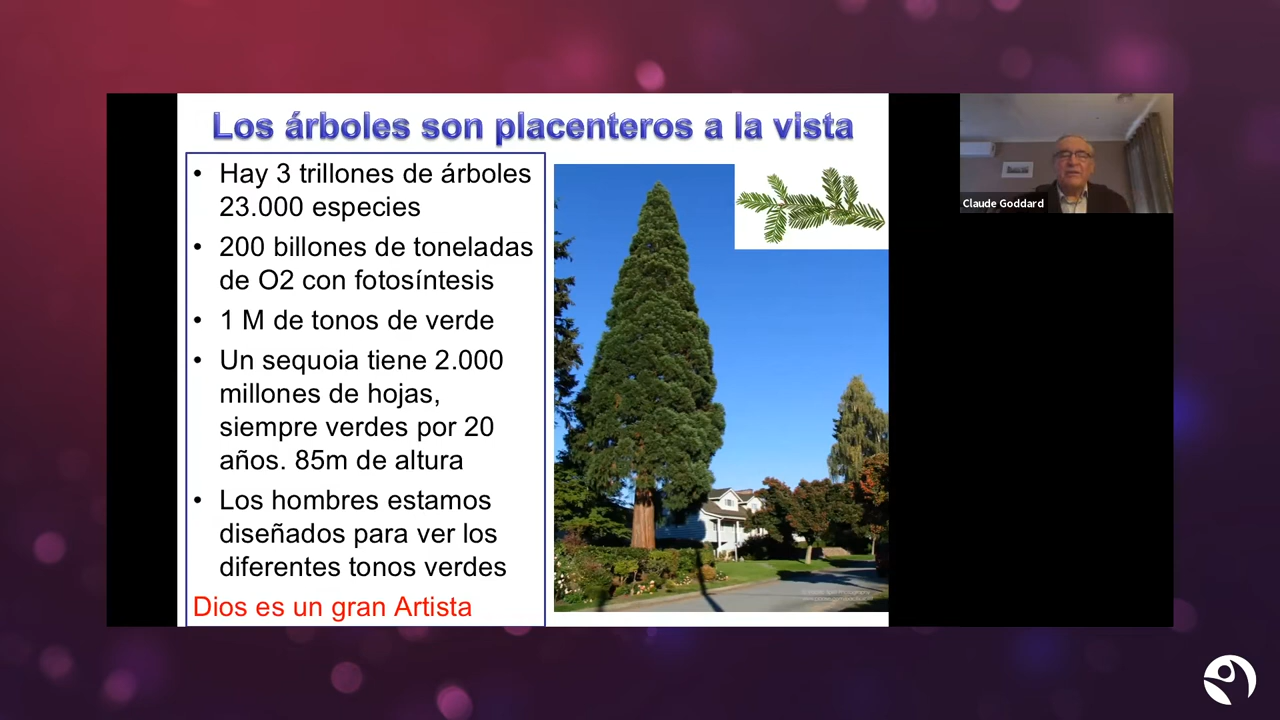 Los árboles son placenteros a la vista
• Hay 3 trillones de árboles
23.000 especies
• 200 billones de toneladas
de O2 con fotosíntesis
• 1 M de tonos de verde
• Un sequoia tiene 2.000
millones de hojas,
siempre verdes por 20
años. 85m de altura
• Los hombres estamos
diseñados para ver los
diferentes tonos verdes
Dios es un gran Artista
Claude Goddard